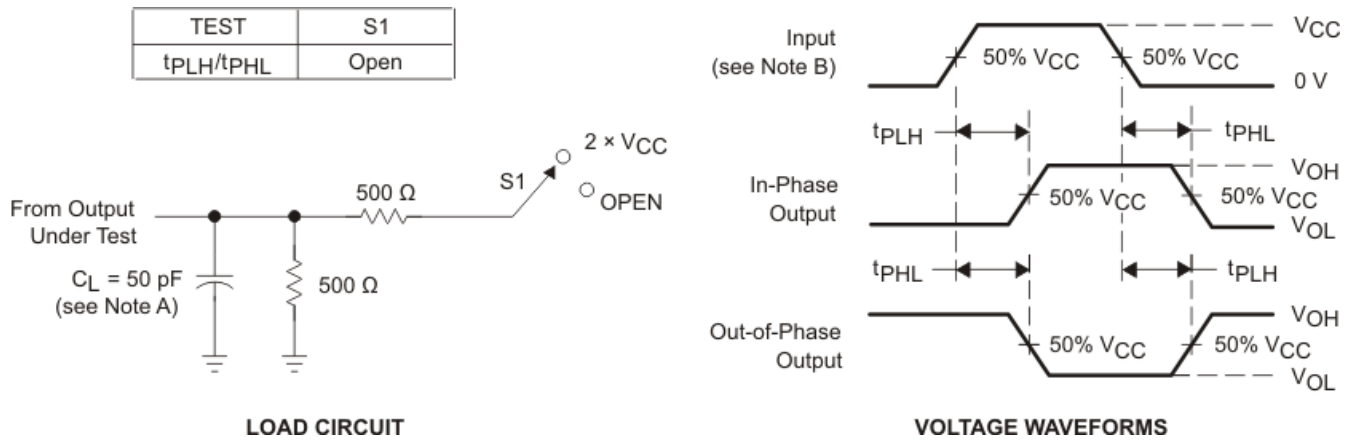 TEST S1
tPLH/tPHL Open
2 × VCC
S1
OPEN
500 Ω
From Output
Under Test
CL = 50 pF
(see Note A)
500 Ω
LOAD CIRCUIT
Input
(see Note B)
50% VCC
50% VCC
VCC
0 V
tPLH
tPHL
In-Phase
Output
50% VCC
50% VCC
VOH
VOL
tPHL
tPLH
Out-of-Phase
Output
50% VCC
50% VCC
VOH
VOL
VOLTAGE WAVEFORMS